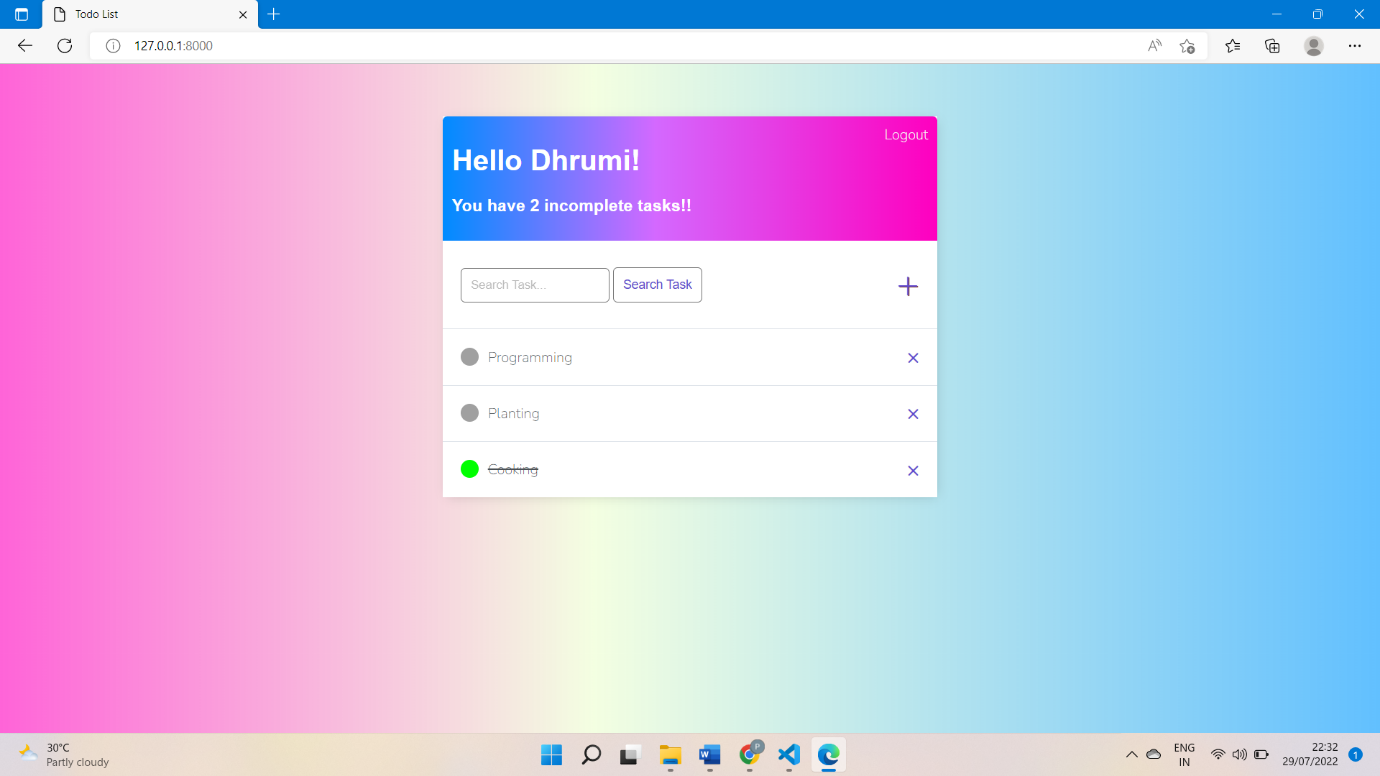 Todo List
127.0.0.1:8000
Logout
Hello Dhrumi!
You have 2 incomplete tasks!!
Search Task...
Search Task
Programming
Planting
Cooking
30°C
Partly cloudy
P
ENG
IN
22:32
29/07/2022
1